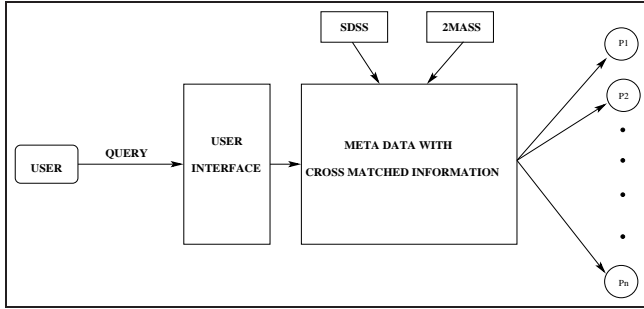 SDSS
2MASS
P1
P2
USER
QUERY
USER
INTERFACE
META DATA WITH
CROSS MATCHED INFORMATION
Pn